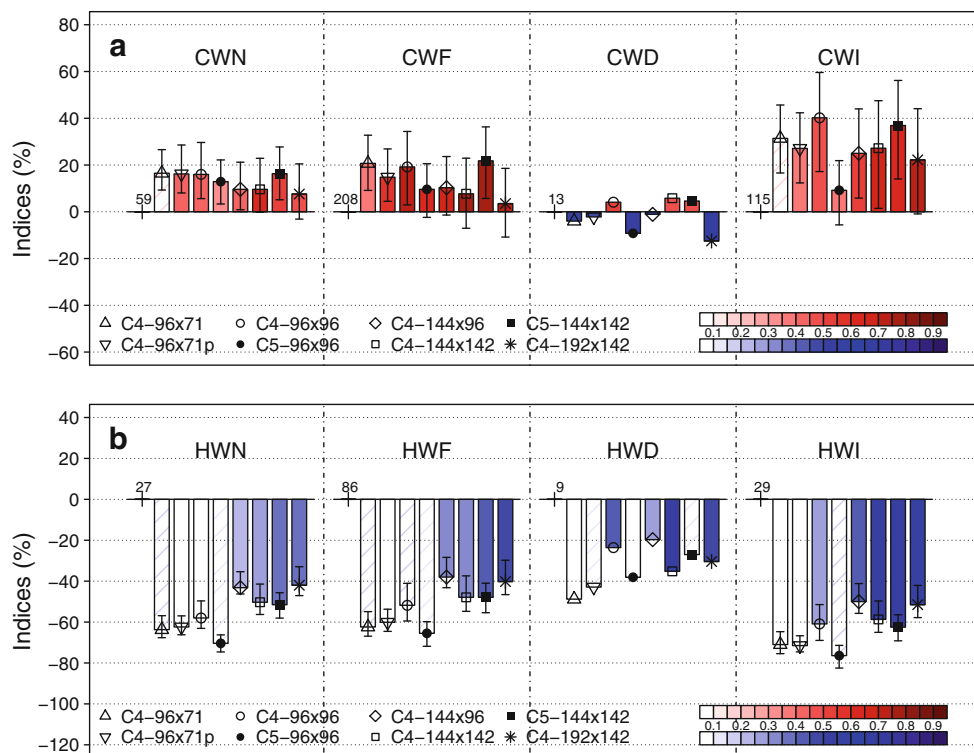 a
CWN CWF CWD CWI
80
60
40
20
0
−20
−40
−60
Indices (%)
59 208 13 115
C4−96x71 C4−96x96 C4−144x96 C5−144x142
C4−96x71p C5−96x96 C4−144x142 C4−192x142
0.1 0.2 0.3 0.4 0.5 0.6 0.7 0.8 0.9
b
HWN HWF HWD HWI
40
20
0
−20
−40
−60
−80
−100
−120
Indices (%)
27 86 9 29
C4−96x71 C4−96x96 C4−144x96 C5−144x142
C4−96x71p C5−96x96 C4−144x142 C4−192x142
0.1 0.2 0.3 0.4 0.5 0.6 0.7 0.8 0.9